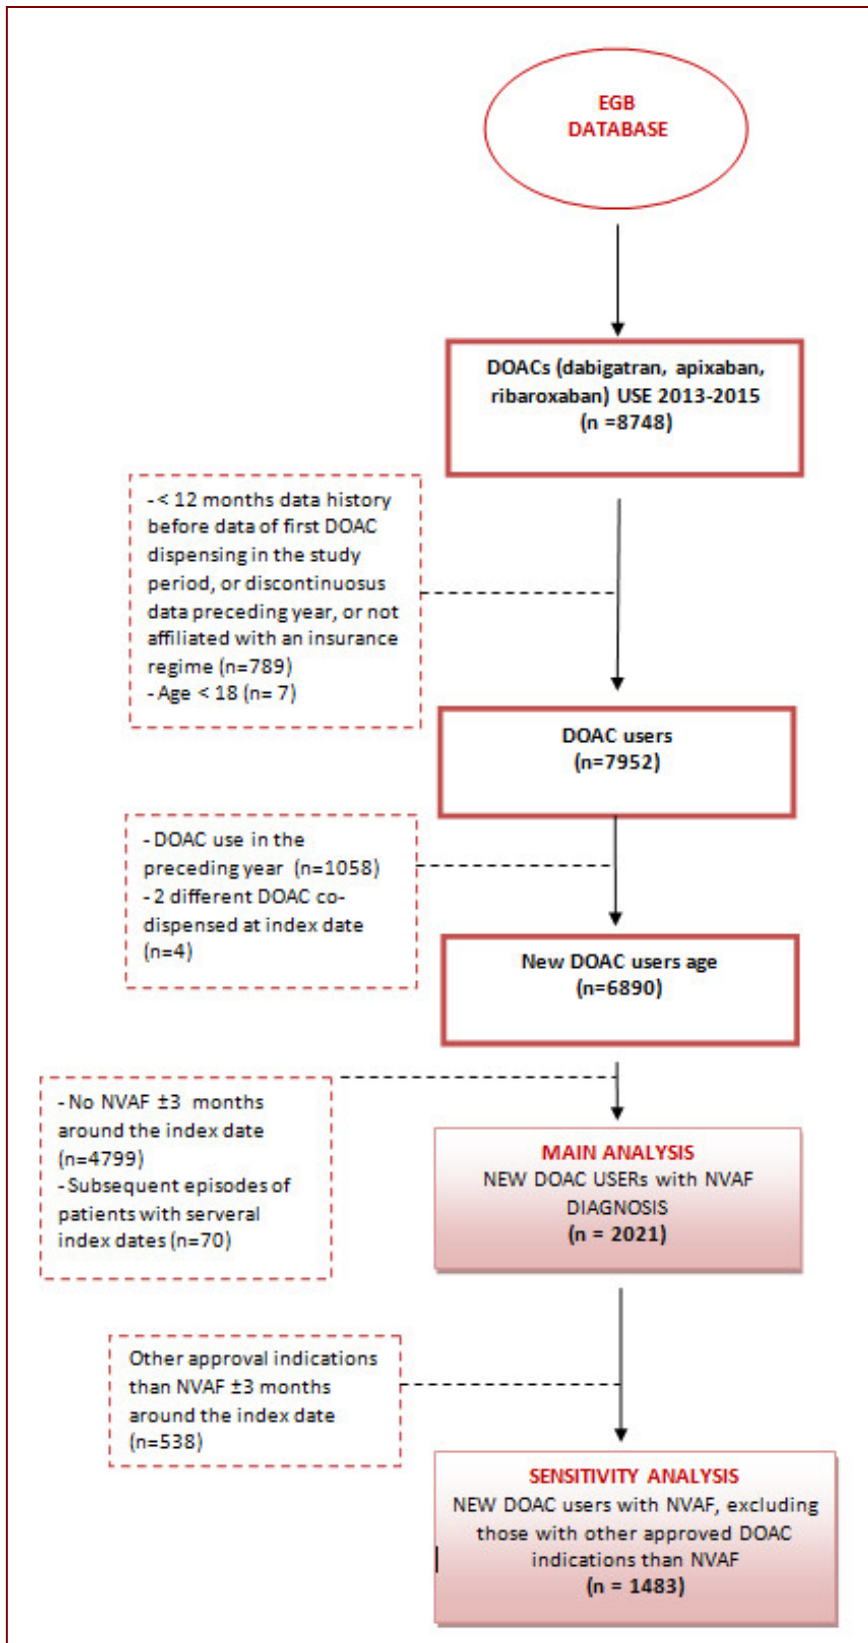 EGB
DATABASE
DOACs (dabigatran, apixaban,
ribaroxaban) USE 2013-2015
(n =8748)
- < 12 months data history
before data of first DOAC
dispensing in the study
period, or discontinuosus
data preceding year, or not
affiliated with an insurance
regime (n=789)
- Age < 18 (n= 7)
DOAC users
(n=7952)
- DOAC use in the
preceding year (n=1058)
- 2 different DOAC co-
dispensed at index date
(n=4)
New DOAC users age
(n=6890)
- No NVAF ±3 months
around the index date
(n=4799)
- Subsequent episodes of
patients with serveral
index dates (n=70)
MAIN ANALYSIS
NEW DOAC USERs with NVAF
DIAGNOSIS
(n = 2021)
Other approval indications
than NVAF ±3 months
around the index date
(n=538)
SENSITIVITY ANALYSIS
NEW DOAC users with NVAF, excluding
those with other approved DOAC
indications than NVAF
(n = 1483)